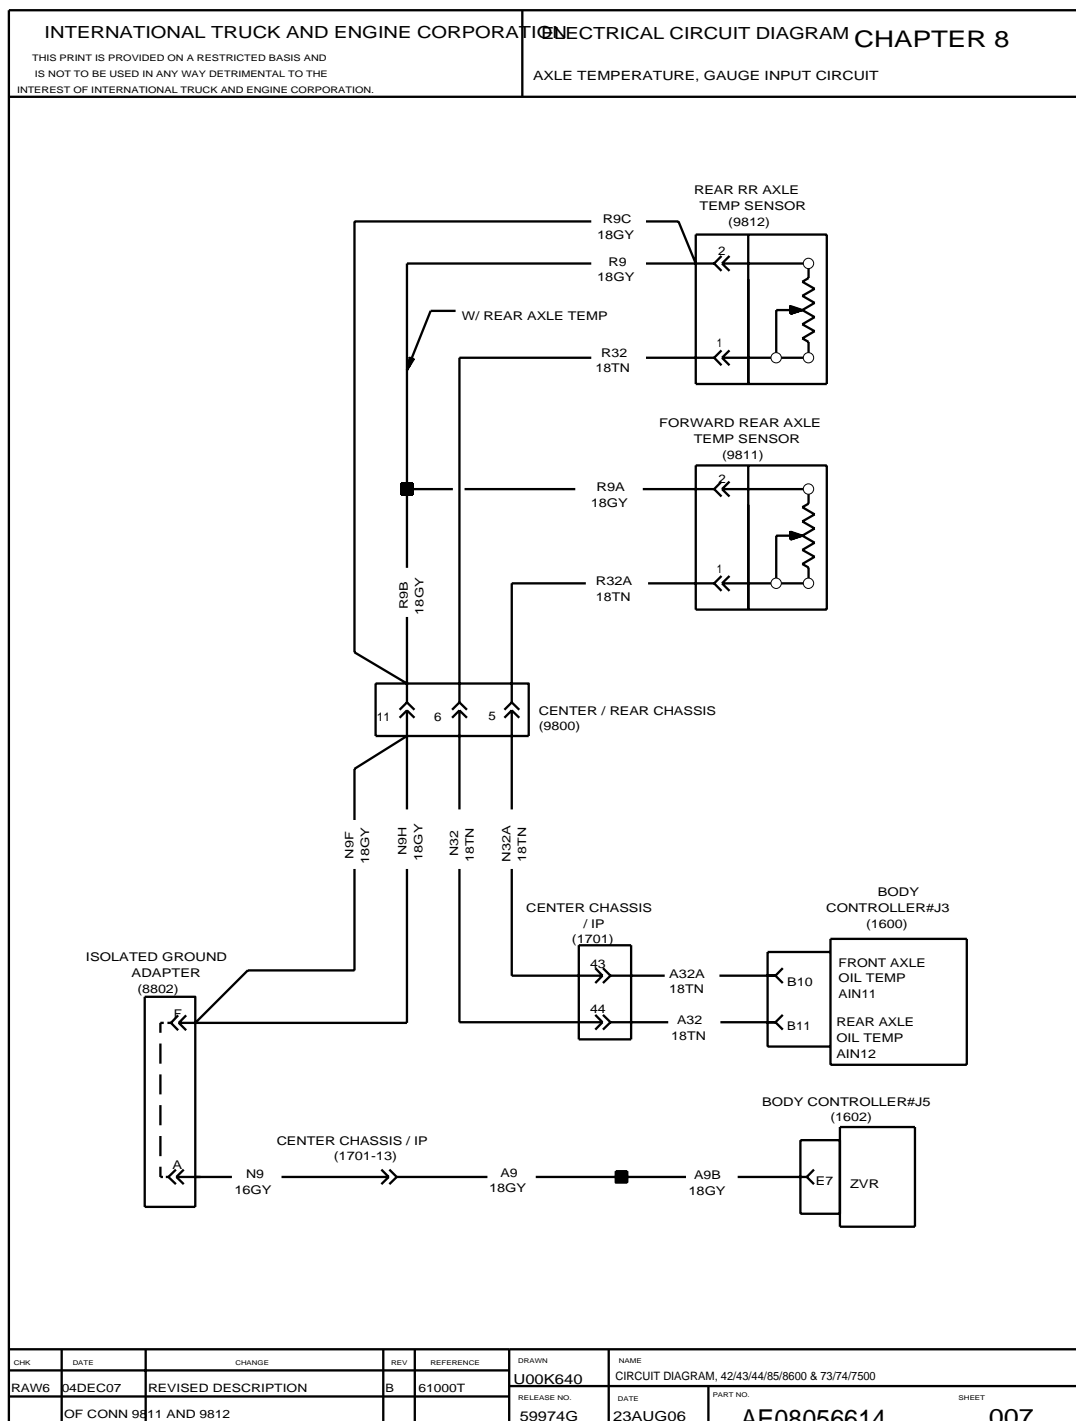 INTERNATIONAL TRUCK AND ENGINE CORPORATION
ELECTRICAL CIRCUIT DIAGRAM
CHAPTER 8
THIS PRINT IS PROVIDED ON A RESTRICTED BASIS AND
IS NOT TO BE USED IN ANY WAY DETRIMENTAL TO THE
INTEREST OF INTERNATIONAL TRUCK AND ENGINE CORPORATION.
AXLE TEMPERATURE, GAUGE INPUT CIRCUIT
REAR RR AXLE
TEMP SENSOR
(9812)
R9C
18GY
2
R9
18GY
W/ REAR AXLE TEMP
1
R32
18TN
FORWARD REAR AXLE
TEMP SENSOR
(9811)
2
R9A
18GY
1
R32A
18TN
R9B
18GY
11
6
5
CENTER / REAR CHASSIS
(9800)
N9F
18GY
N9H
18GY
N32
18TN
N32A
18TN
CENTER CHASSIS
/ IP
(1701)
43
44
A32A
18TN
A32
18TN
BODY
CONTROLLER#J3
(1600)
B10
FRONT AXLE
OIL TEMP
AIN11
B11
REAR AXLE
OIL TEMP
AIN12
ISOLATED GROUND
ADAPTER
(8802)
F
A
N9
16GY
CENTER CHASSIS / IP
(1701-13)
A9
18GY
A9B
18GY
BODY CONTROLLER#J5
(1602)
E7
ZVR
CHK
DATE
CHANGE
REV
REFERENCE
RAW6
04DEC07
REVISED DESCRIPTION
B
61000T
OF CONN 9811 AND 9812
DRAWN
U00K640
NAME
CIRCUIT DIAGRAM, 42/43/44/85/8600 & 73/74/7500
RELEASE NO.
59974G
DATE
23AUG06
PART NO.
AE08056614
SHEET
007